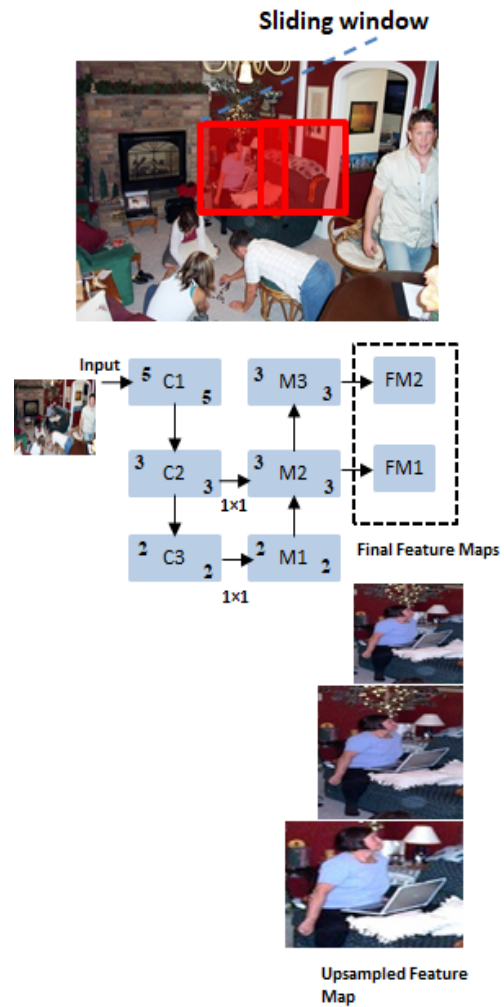 Sliding window
Input
5 C1 5
3 M3 3
FM2
3 C2 3
1×1
3 M2 3
FM1
2 C3 2
1×1
2 M1 2
Final Feature Maps
Upsampled Feature
Map